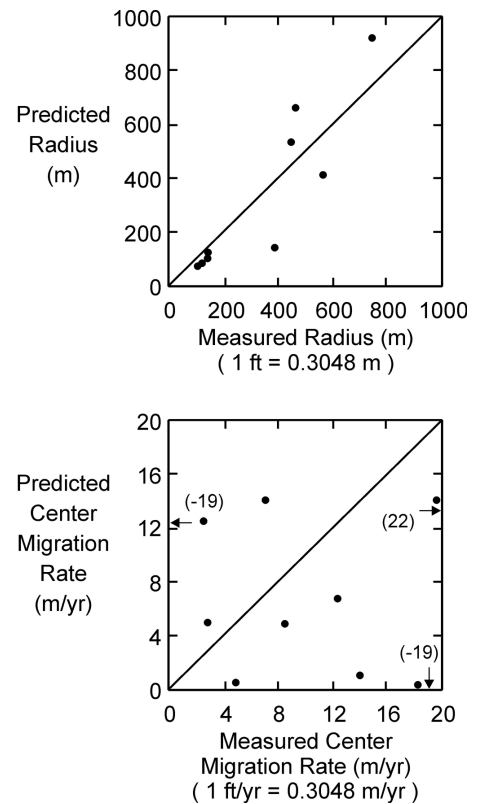 1000
800
600
400
200
0
Predicted
Radius
(m)
0 200 400 600 800 1000
Measured Radius (m)
( 1 ft = 0.3048 m )
20
16
12
8
4
0
Predicted
Center
Migration
Rate
(m/yr)
(-19)
(22)
(-19)
0 4 8 12 16 20
Measured Center
Migration Rate (m/yr)
( 1 ft/yr = 0.3048 m/yr )